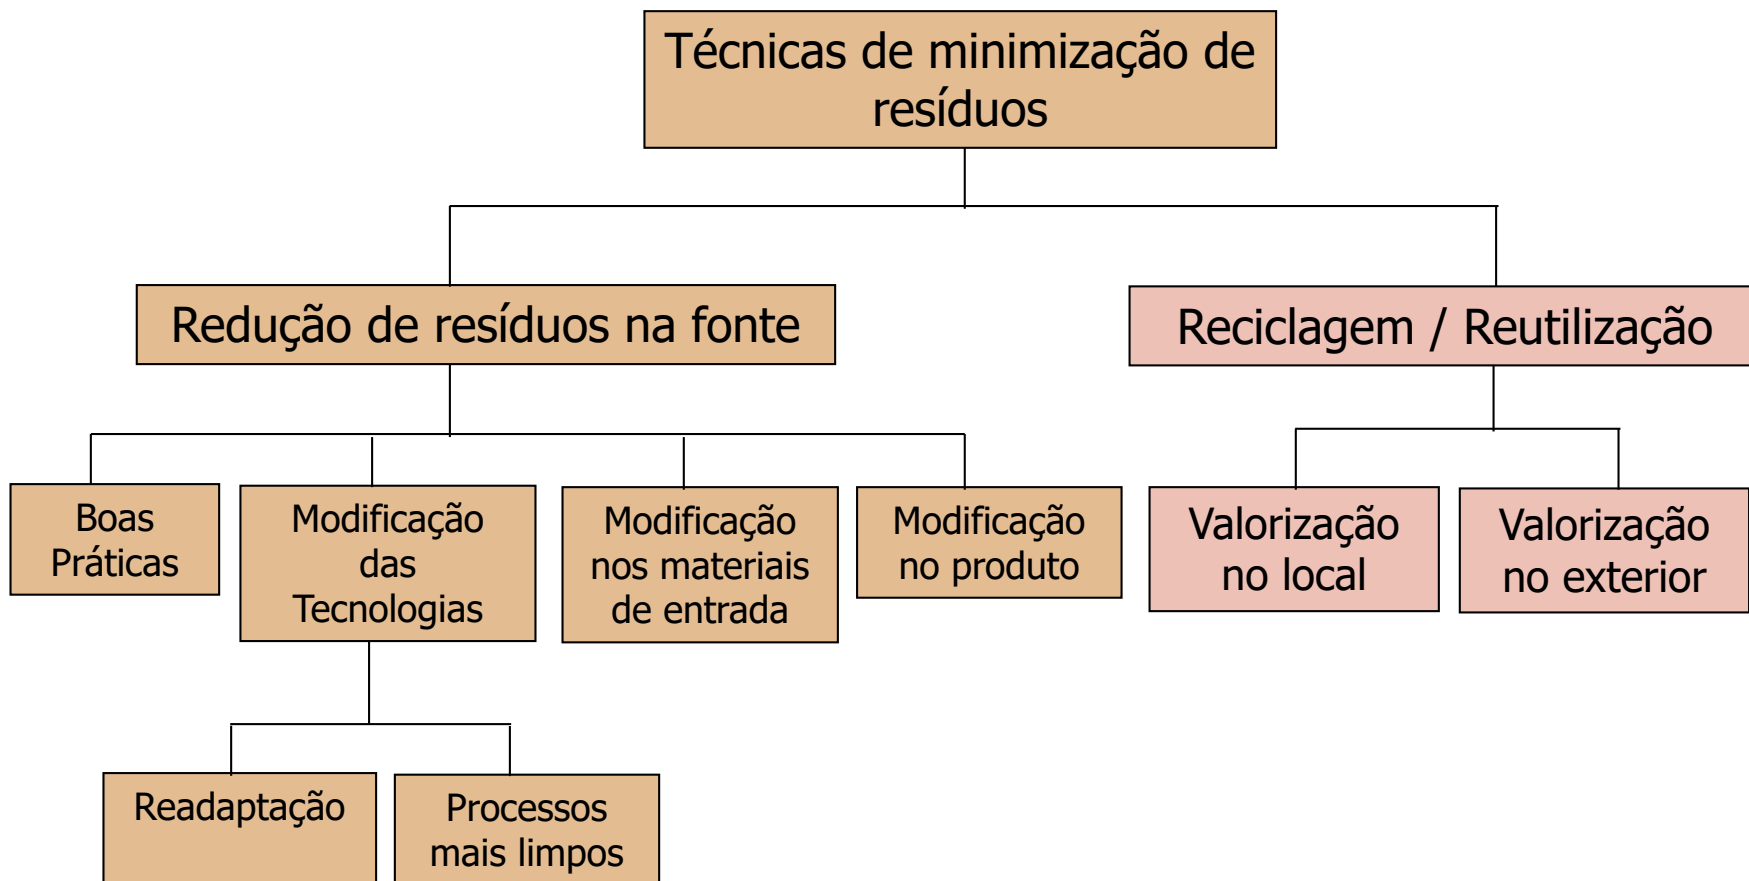 Técnicas de minimização de
resíduos
Redução de resíduos na fonte
Reciclagem / Reutilização
Boas
Práticas
Modificação
das
Tecnologias
Modificação
nos materiais
de entrada
Modificação
no produto
Valorização
no local
Valorização
no exterior
Readaptação
Processos
mais limpos